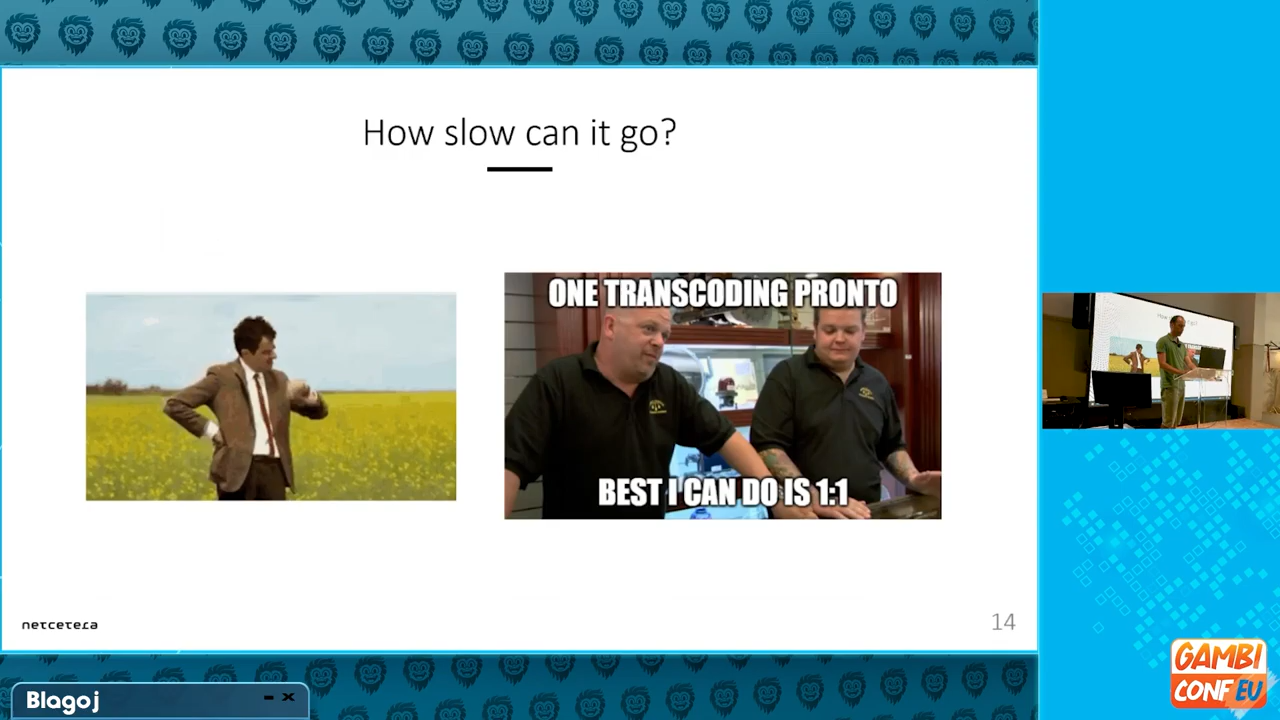 How slow can it go?
ONE TRANSCODING PRONTO
BEST I CAN DO IS 1:1
netcetera
14
Blagoj
GAMBI
CONF EU